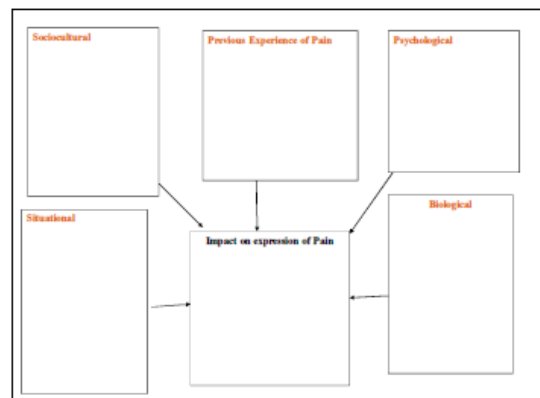 Sociocultural
Previous Experience of Pain
Psychological
Situational
Biological
Impact on expression of Pain